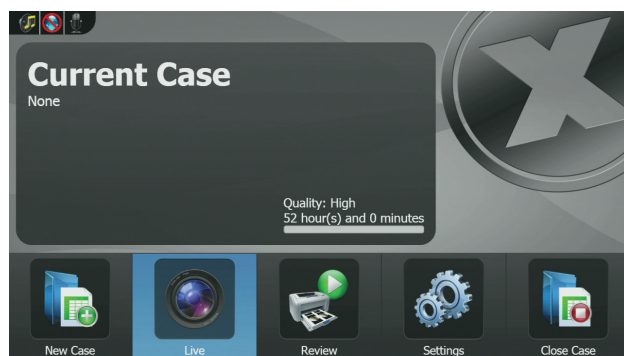 Current Case
None
Quality: High
52 hour(s) and 0 minutes
New Case
Live
Review
Settings
Close Case